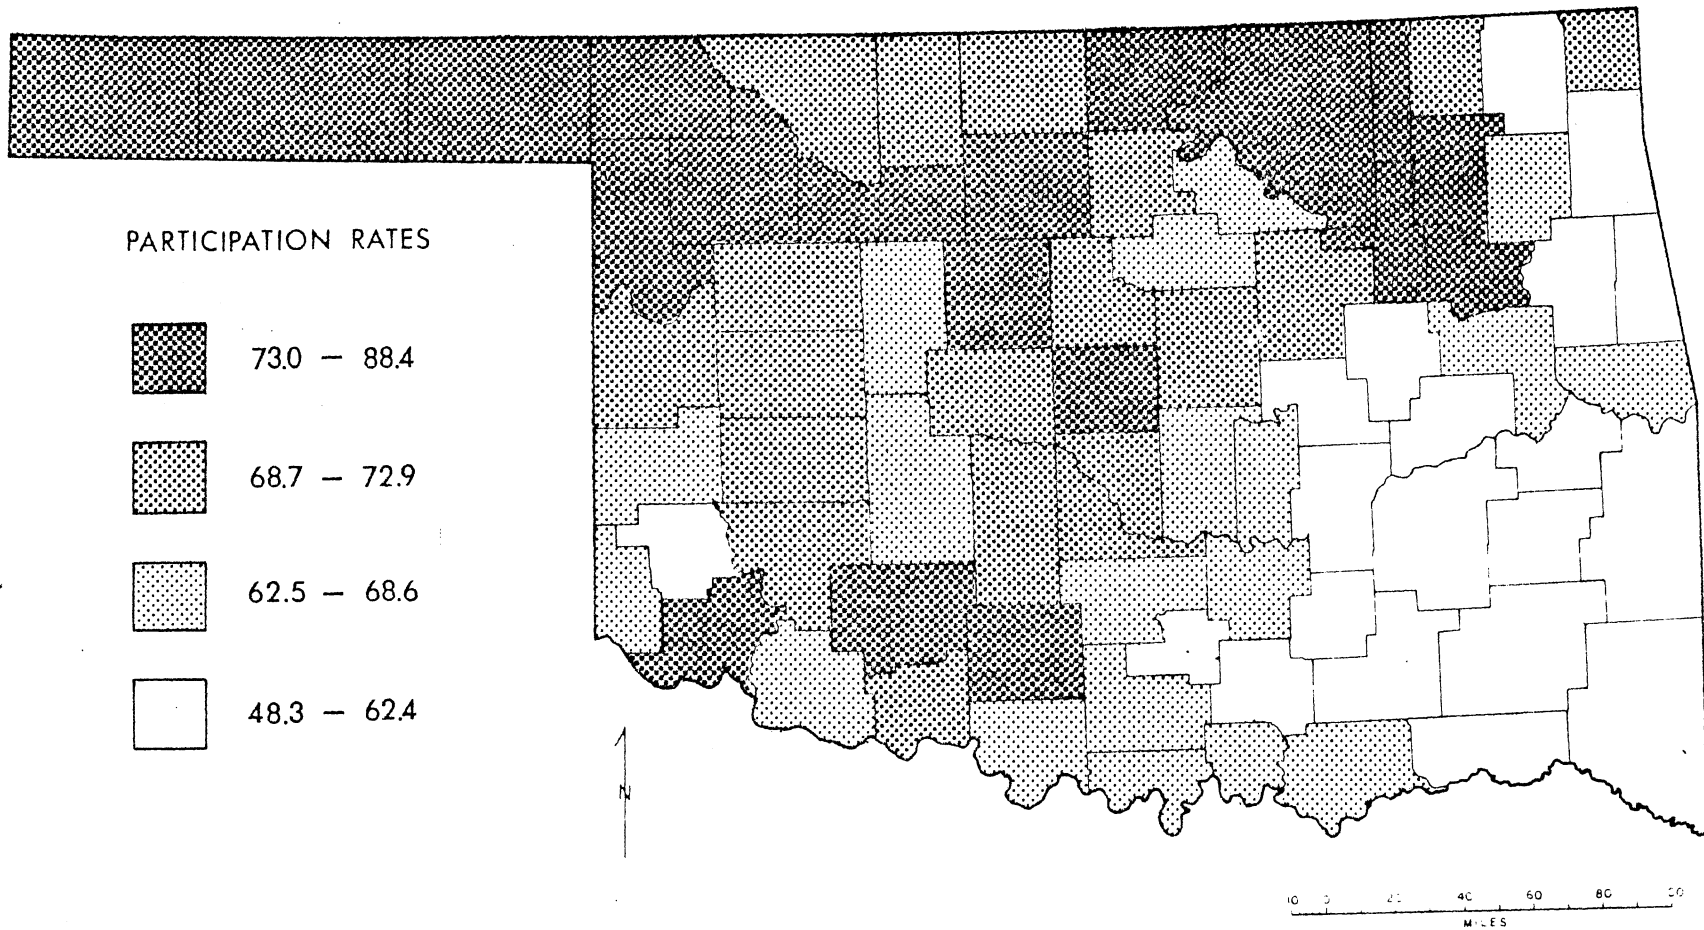 PARTICIPATION RATES
73.0 — 88.4
68.7 — 72.9
62.5 — 68.6
48.3 — 62.4
N
40 60 80
MILES